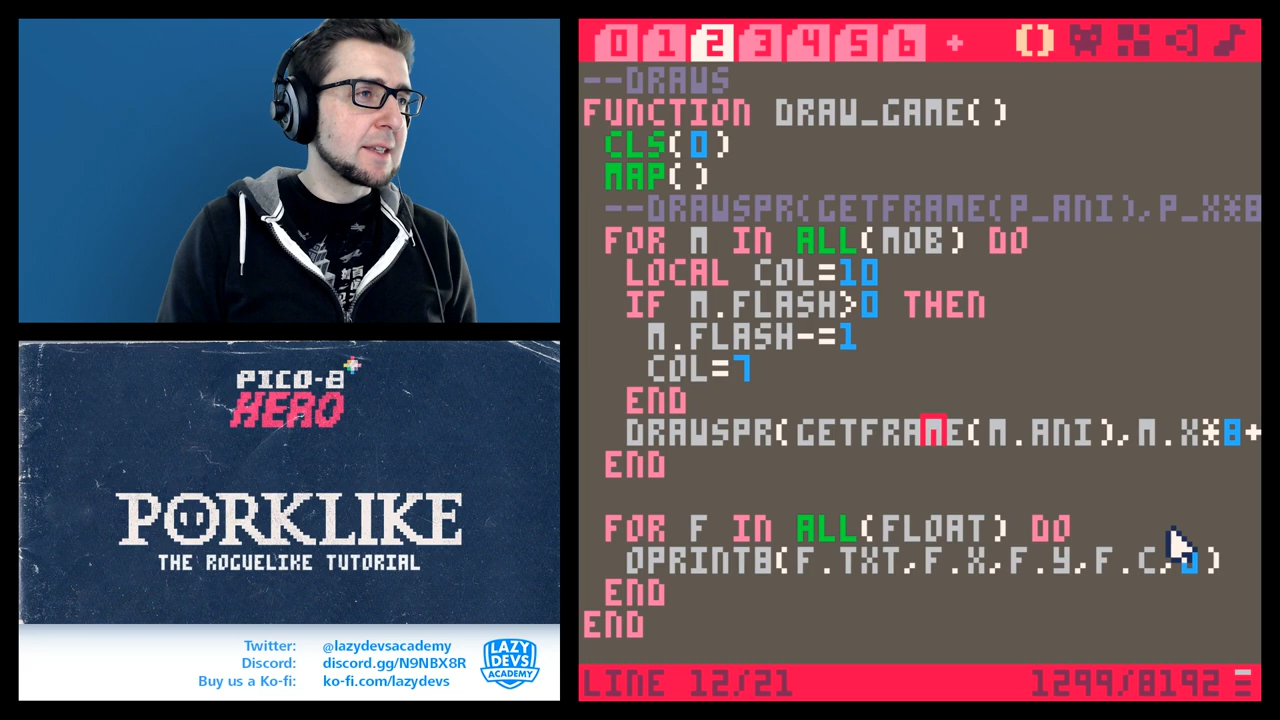 0 1 2 3 4 5 6 +
--DRAWS
FUNCTION DRAW_GAME()
CLS(0)
MAP()
--DRAWSPR(GETFRAME(P_ANI),P_X*8
FOR M IN ALL(MOB) DO
LOCAL COL=10
IF M.FLASH>0 THEN
M.FLASH-=1
COL=7
END
DRAWSPR(GETFRAME(M.ANI),M.X*8+
END
FOR F IN ALL(FLOAT) DO
OPRINT8(F.TXT,F.X,F.Y,F.C,0)
END
END
LINE 12/21 1299/8192
PICO-8
HERO
PORKLIKE
THE ROGUELIKE TUTORIAL
Twitter: @lazydevsacademy
Discord: discord.gg/N9NBX8R
Buy us a Ko-fi: ko-fi.com/lazydevs
LAZY
DEVS
ACADEMY